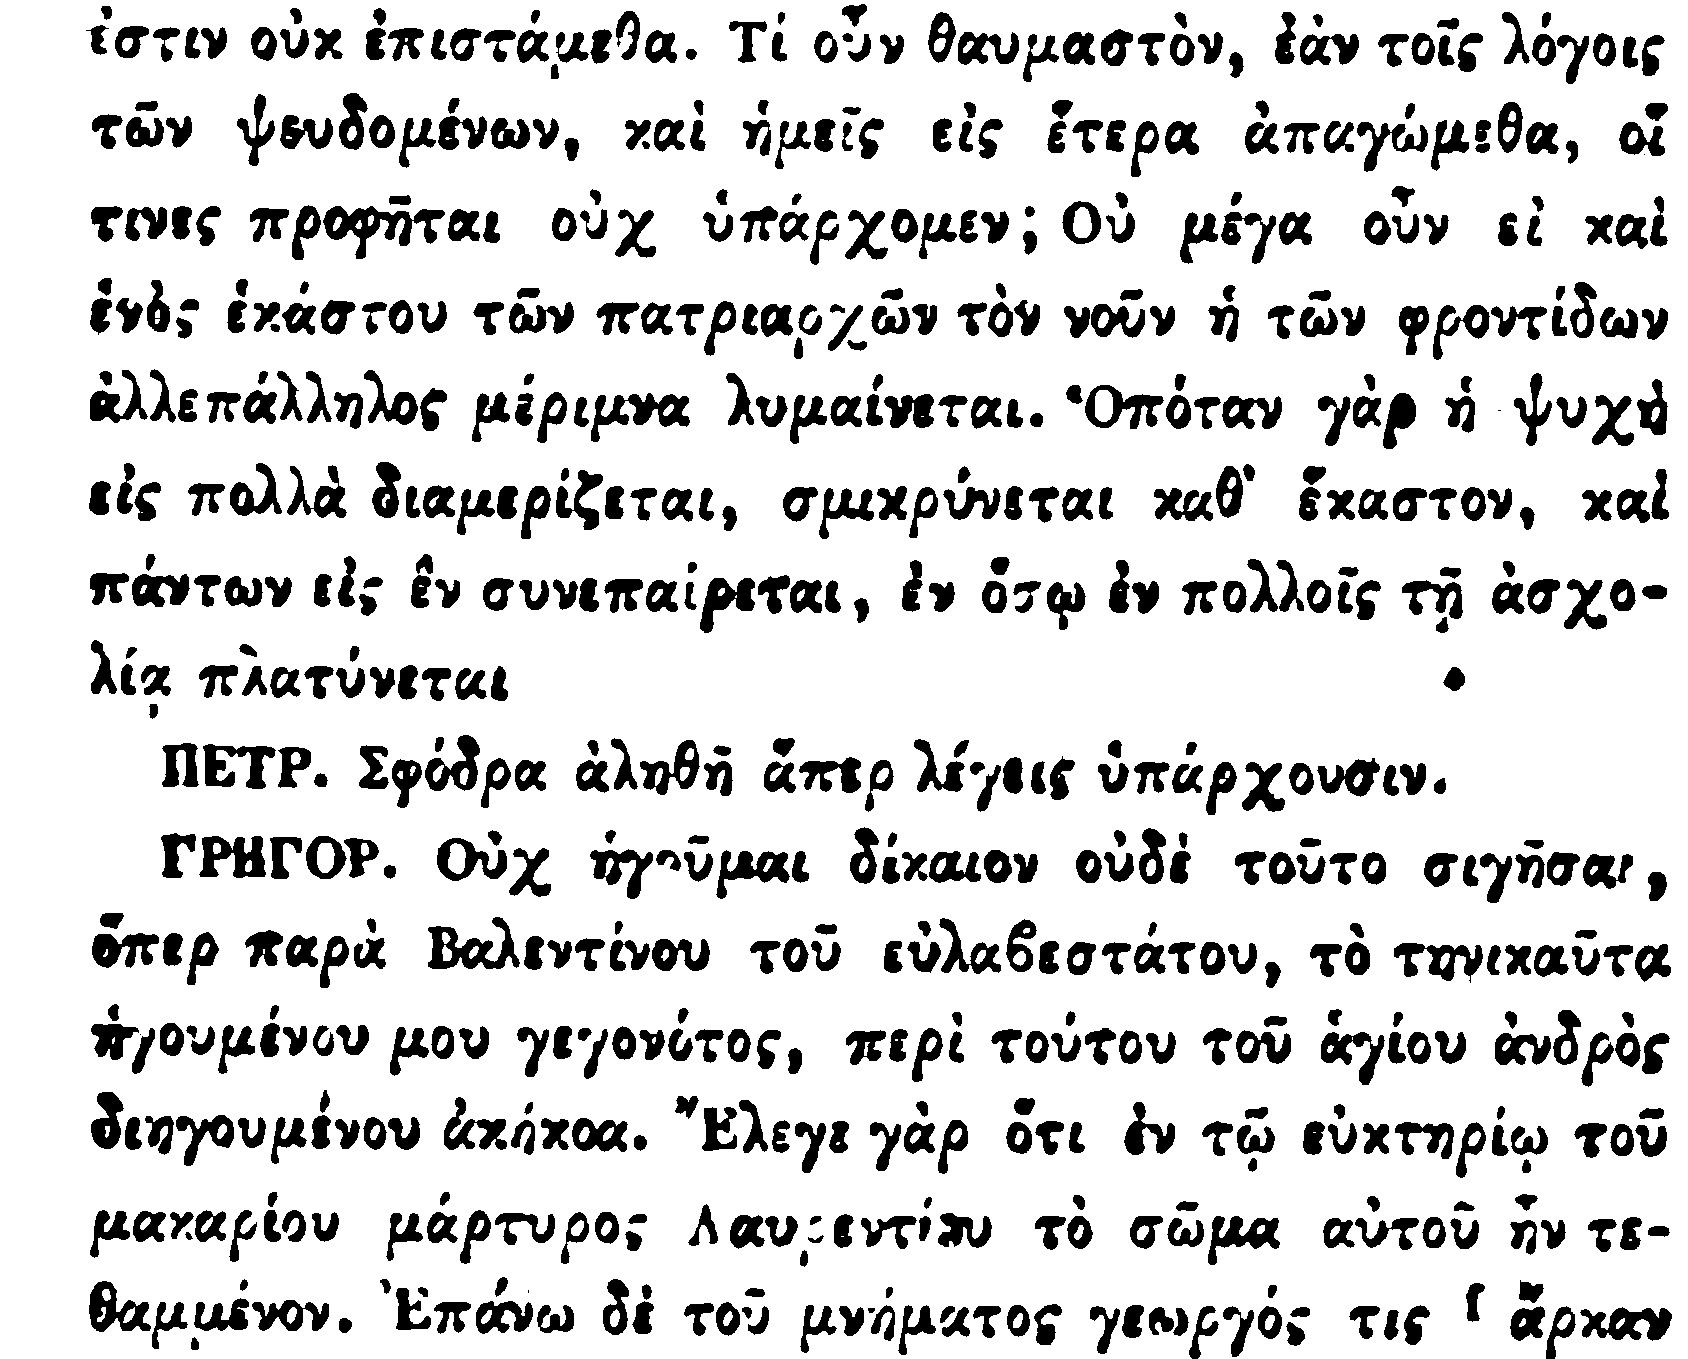 ἐστιν οὐκ ἐπιστάμεθα. Τί οὖν θαυμαστὸν, ἐὰν τοῖς λόγοις
τῶν ψευδομένων, καὶ ἡμεῖς εἰς ἕτερα ἀπαγώμεθα, οἵ
τινες προφῆται οὐχ ὑπάρχομεν; Οὐ μέγα οὖν εἰ καὶ
ἑνὸς ἑκάστου τῶν πατριαρχῶν τὸν νοῦν ἡ τῶν φροντίδων
ἀλλεπάλληλος μέριμνα λυμαίνεται. Ὁπόταν γὰρ ἡ ψυχὴ
εἰς πολλὰ διαμερίζεται, σμικρύνεται καθ' ἕκαστον, καὶ
πάντων εἰς ἓν συνεπαίρεται, ἐν ὅσῳ ἐν πολλοῖς τῇ ἀσχο-
λίᾳ πλατύνεται.
ΠΕΤΡ. Σφόδρα ἀληθῆ ἅπερ λέγεις ὑπάρχουσιν.
ΓΡΗΓΟΡ. Οὐχ ἡγοῦμαι δίκαιον οὐδὲ τοῦτο σιγῆσαι,
ὅπερ παρὰ Βαλεντίνου τοῦ εὐλαβεστάτου, τὸ τηνικαῦτα
ἡγουμένου μου γεγονότος, περὶ τούτου τοῦ ἁγίου ἀνδρὸς
διηγουμένου ἀκήκοα. Ἔλεγε γὰρ ὅτι ἐν τῷ εὐκτηρίῳ τοῦ
μακαρίου μάρτυρος Λαυρεντίου τὸ σῶμα αὐτοῦ ἦν τε-
θαμμένον. Ἐπάνω δὲ τοῦ μνήματος γεωργός τις ἄρκαν